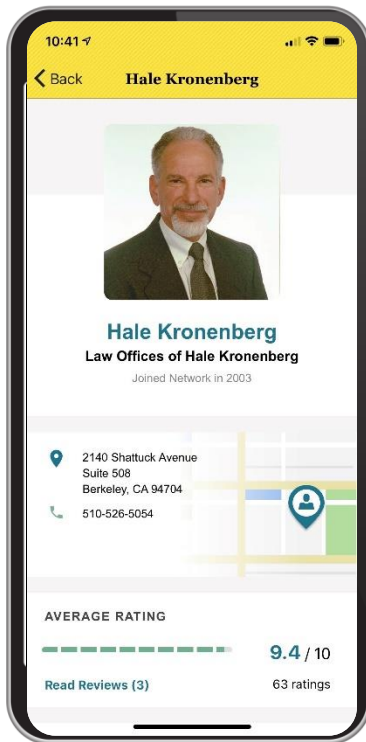 10:41
Back
Hale Kronenberg
Hale Kronenberg
Law Offices of Hale Kronenberg
Joined Network in 2003
2140 Shattuck Avenue
Suite 508
Berkeley, CA 94704
510-526-5054
AVERAGE RATING
9.4 / 10
Read Reviews (3)
63 ratings